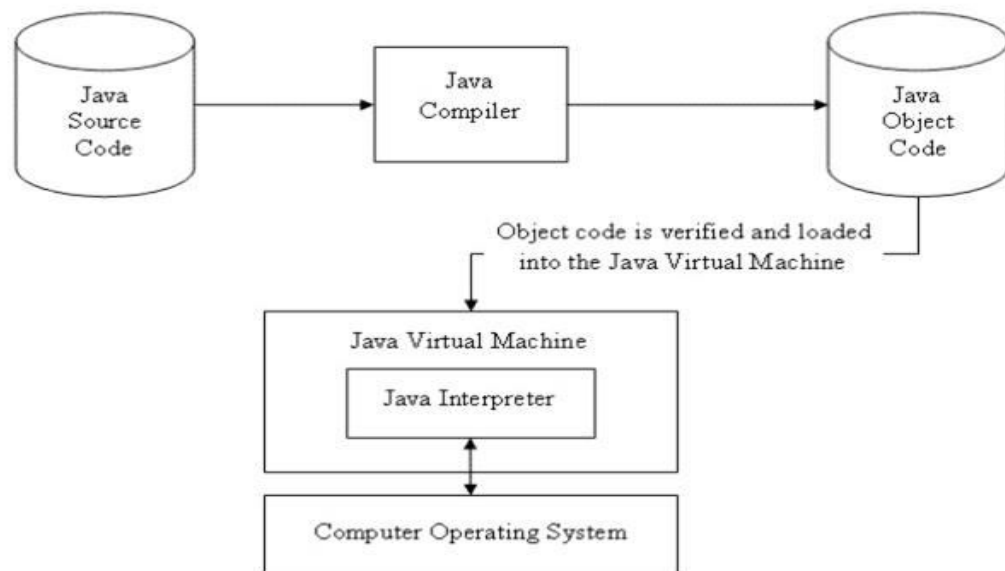 Java
Source
Code
Java
Compiler
Java
Object
Code
Object code is verified and loaded
into the Java Virtual Machine
Java Virtual Machine
Java Interpreter
Computer Operating System